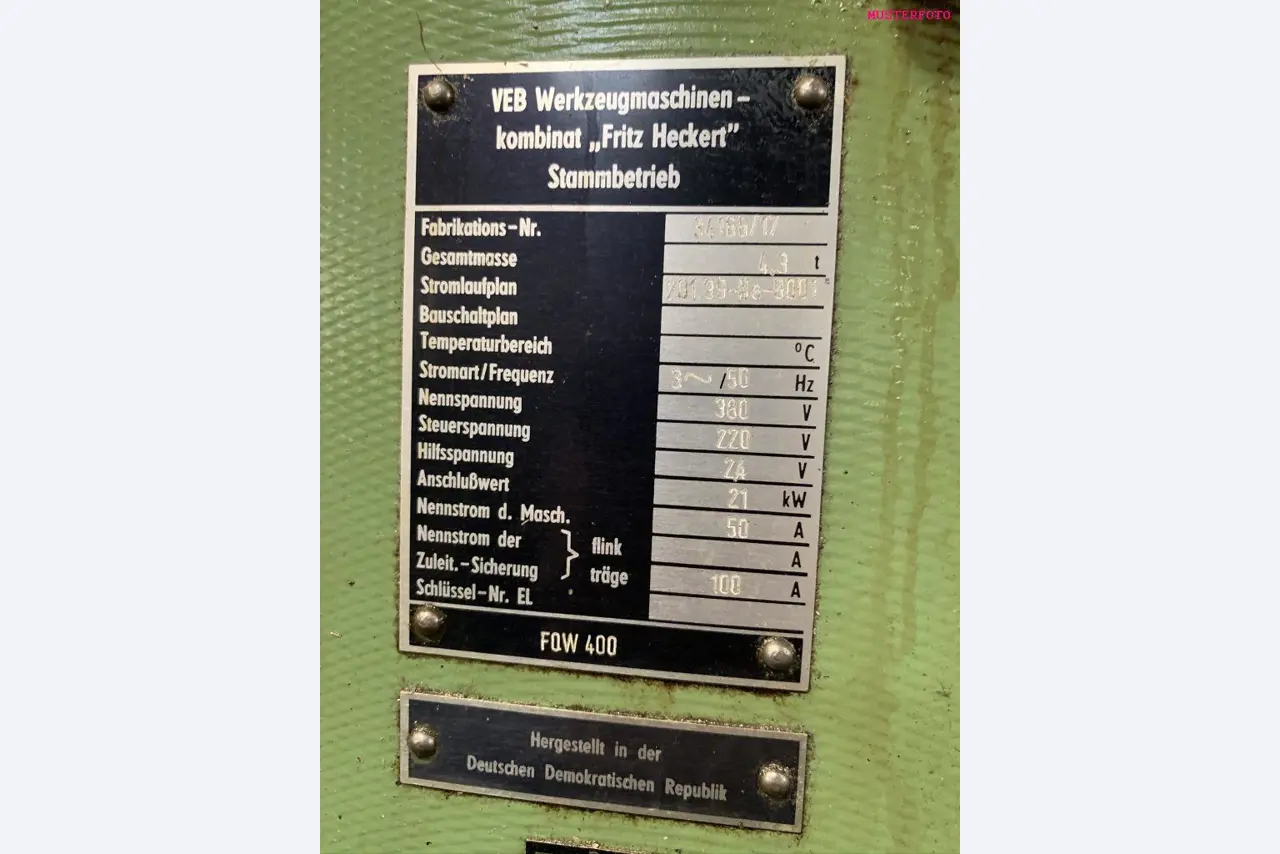 MUSTERFOTO
VEB Werkzeugmaschinen-
kombinat „Fritz Heckert”
Stammbetrieb
Fabrikations-Nr.
Gesamtmasse 4,3 t
Stromlaufplan
Bauschaltplan
Temperaturbereich °C
Stromart/Frequenz 3~/50 Hz
Nennspannung 380 V
Steuerspannung 220 V
Hilfsspannung 24 V
Anschlußwert 21 kW
Nennstrom d. Masch. 50 A
Nennstrom der flink A
Zuleit.-Sicherung träge 100 A
Schlüssel-Nr. EL
FQW 400
Hergestellt in der
Deutschen Demokratischen Republik